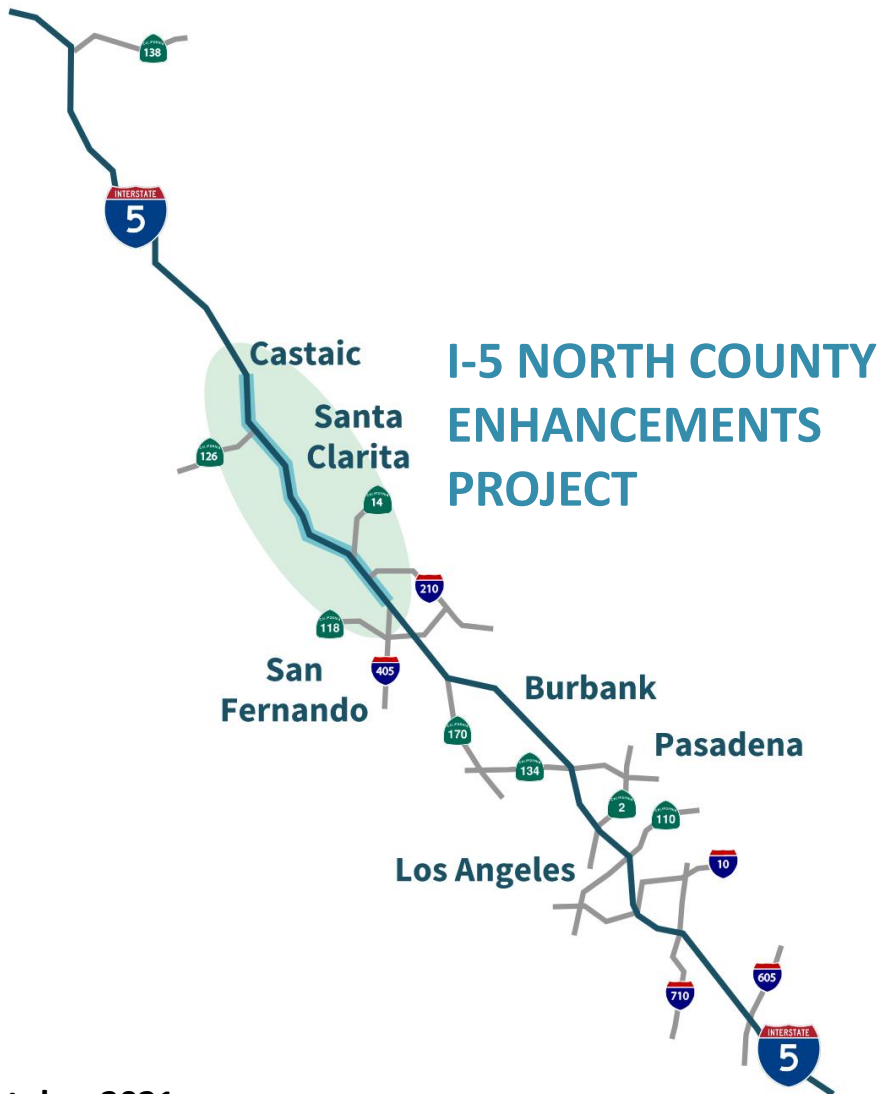 CALIFORNIA
138
INTERSTATE
5
Castaic
I-5 NORTH COUNTY
ENHANCEMENTS
PROJECT
Santa
Clarita
126
14
210
118
405
San
Fernando
Burbank
170
Pasadena
134
2
110
Los Angeles
10
605
710
INTERSTATE
5